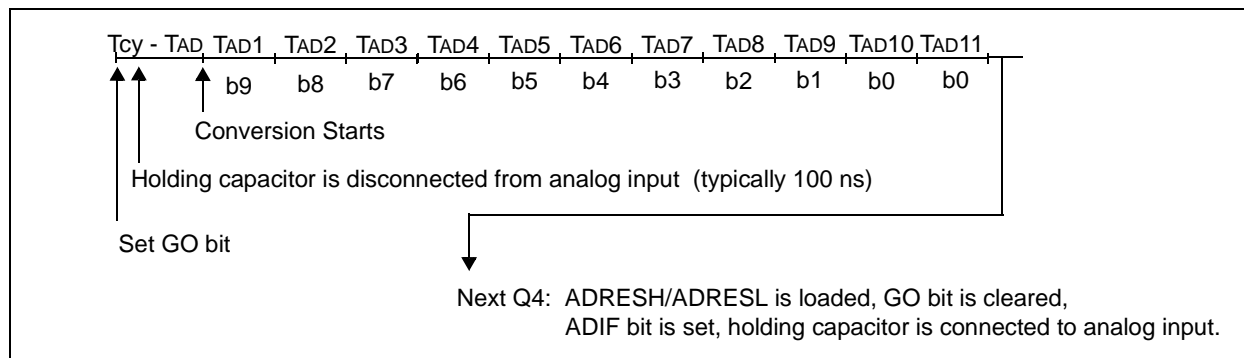 Tcy - TAD TAD1 TAD2 TAD3 TAD4 TAD5 TAD6 TAD7 TAD8 TAD9 TAD10 TAD11
b9 b8 b7 b6 b5 b4 b3 b2 b1 b0 b0
Conversion Starts
Holding capacitor is disconnected from analog input (typically 100 ns)
Set GO bit
Next Q4: ADRESH/ADRESL is loaded, GO bit is cleared,
ADIF bit is set, holding capacitor is connected to analog input.